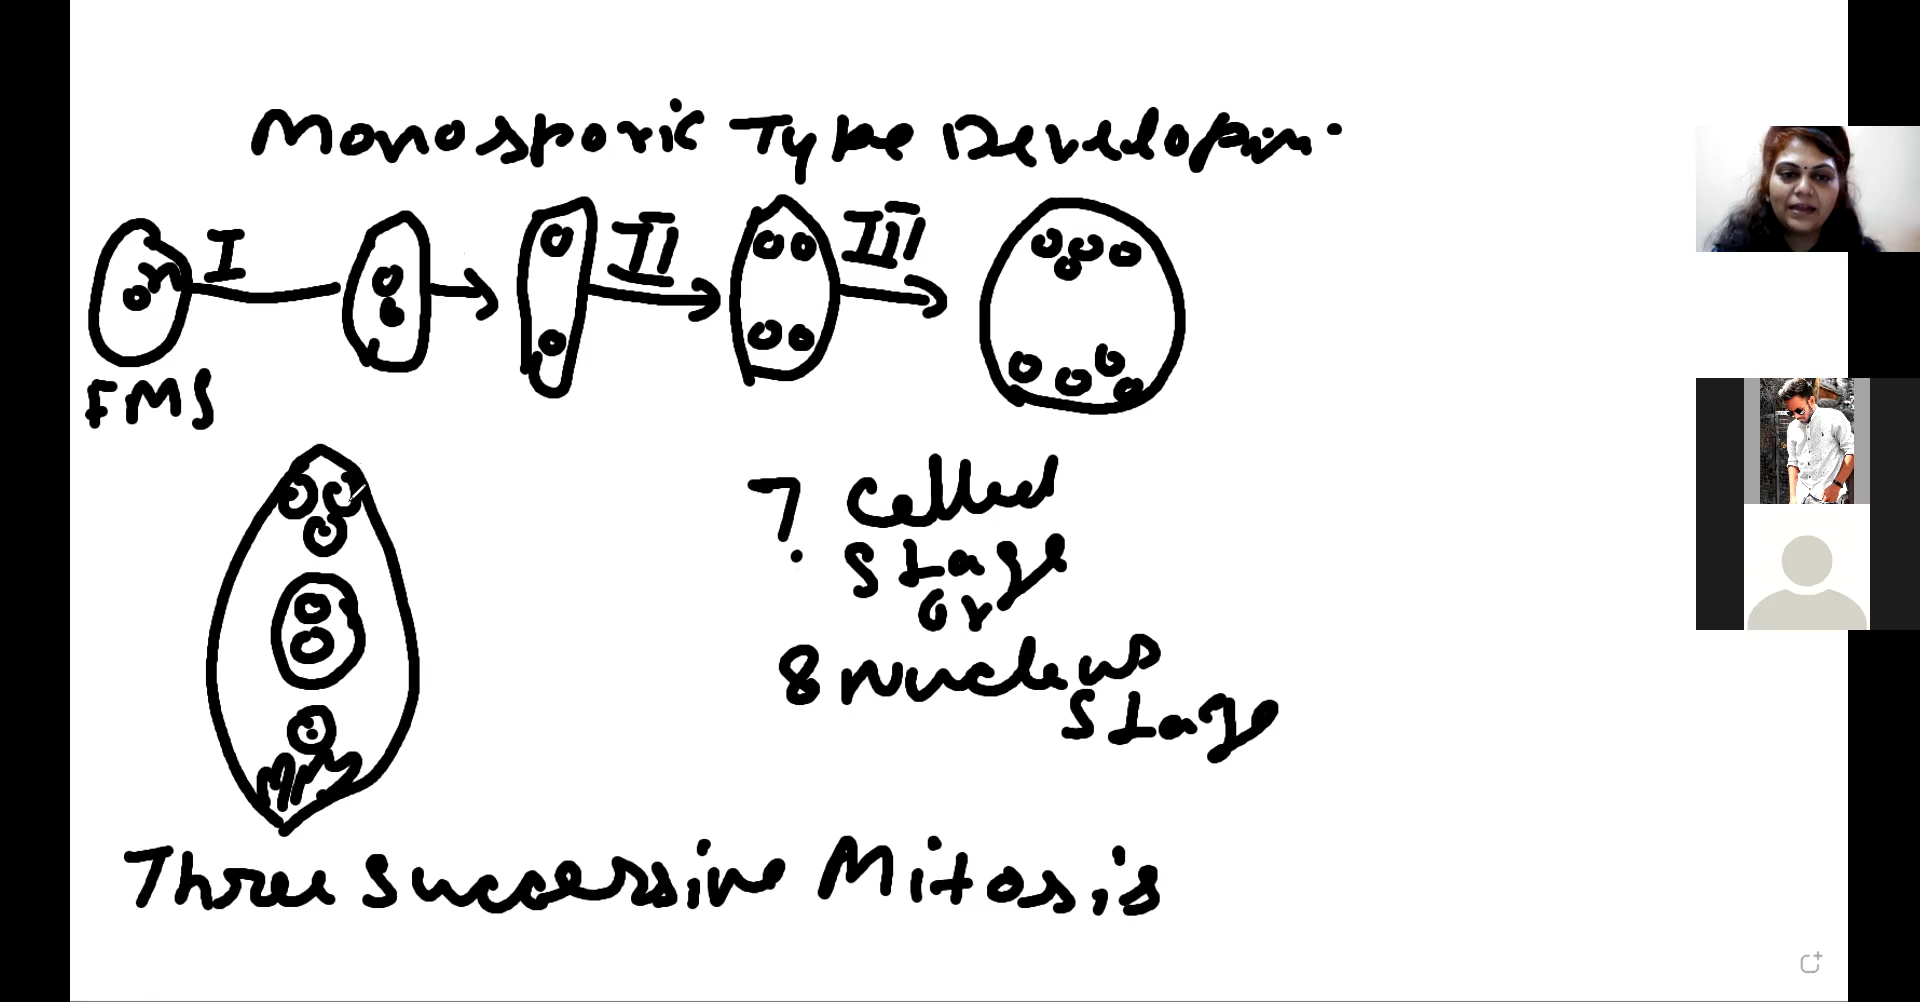 Monosporic Type Developm.
n I II III
FMS
7 Celled
Stage
or
8 Nucleus
Stage
Three Successive Mitosis